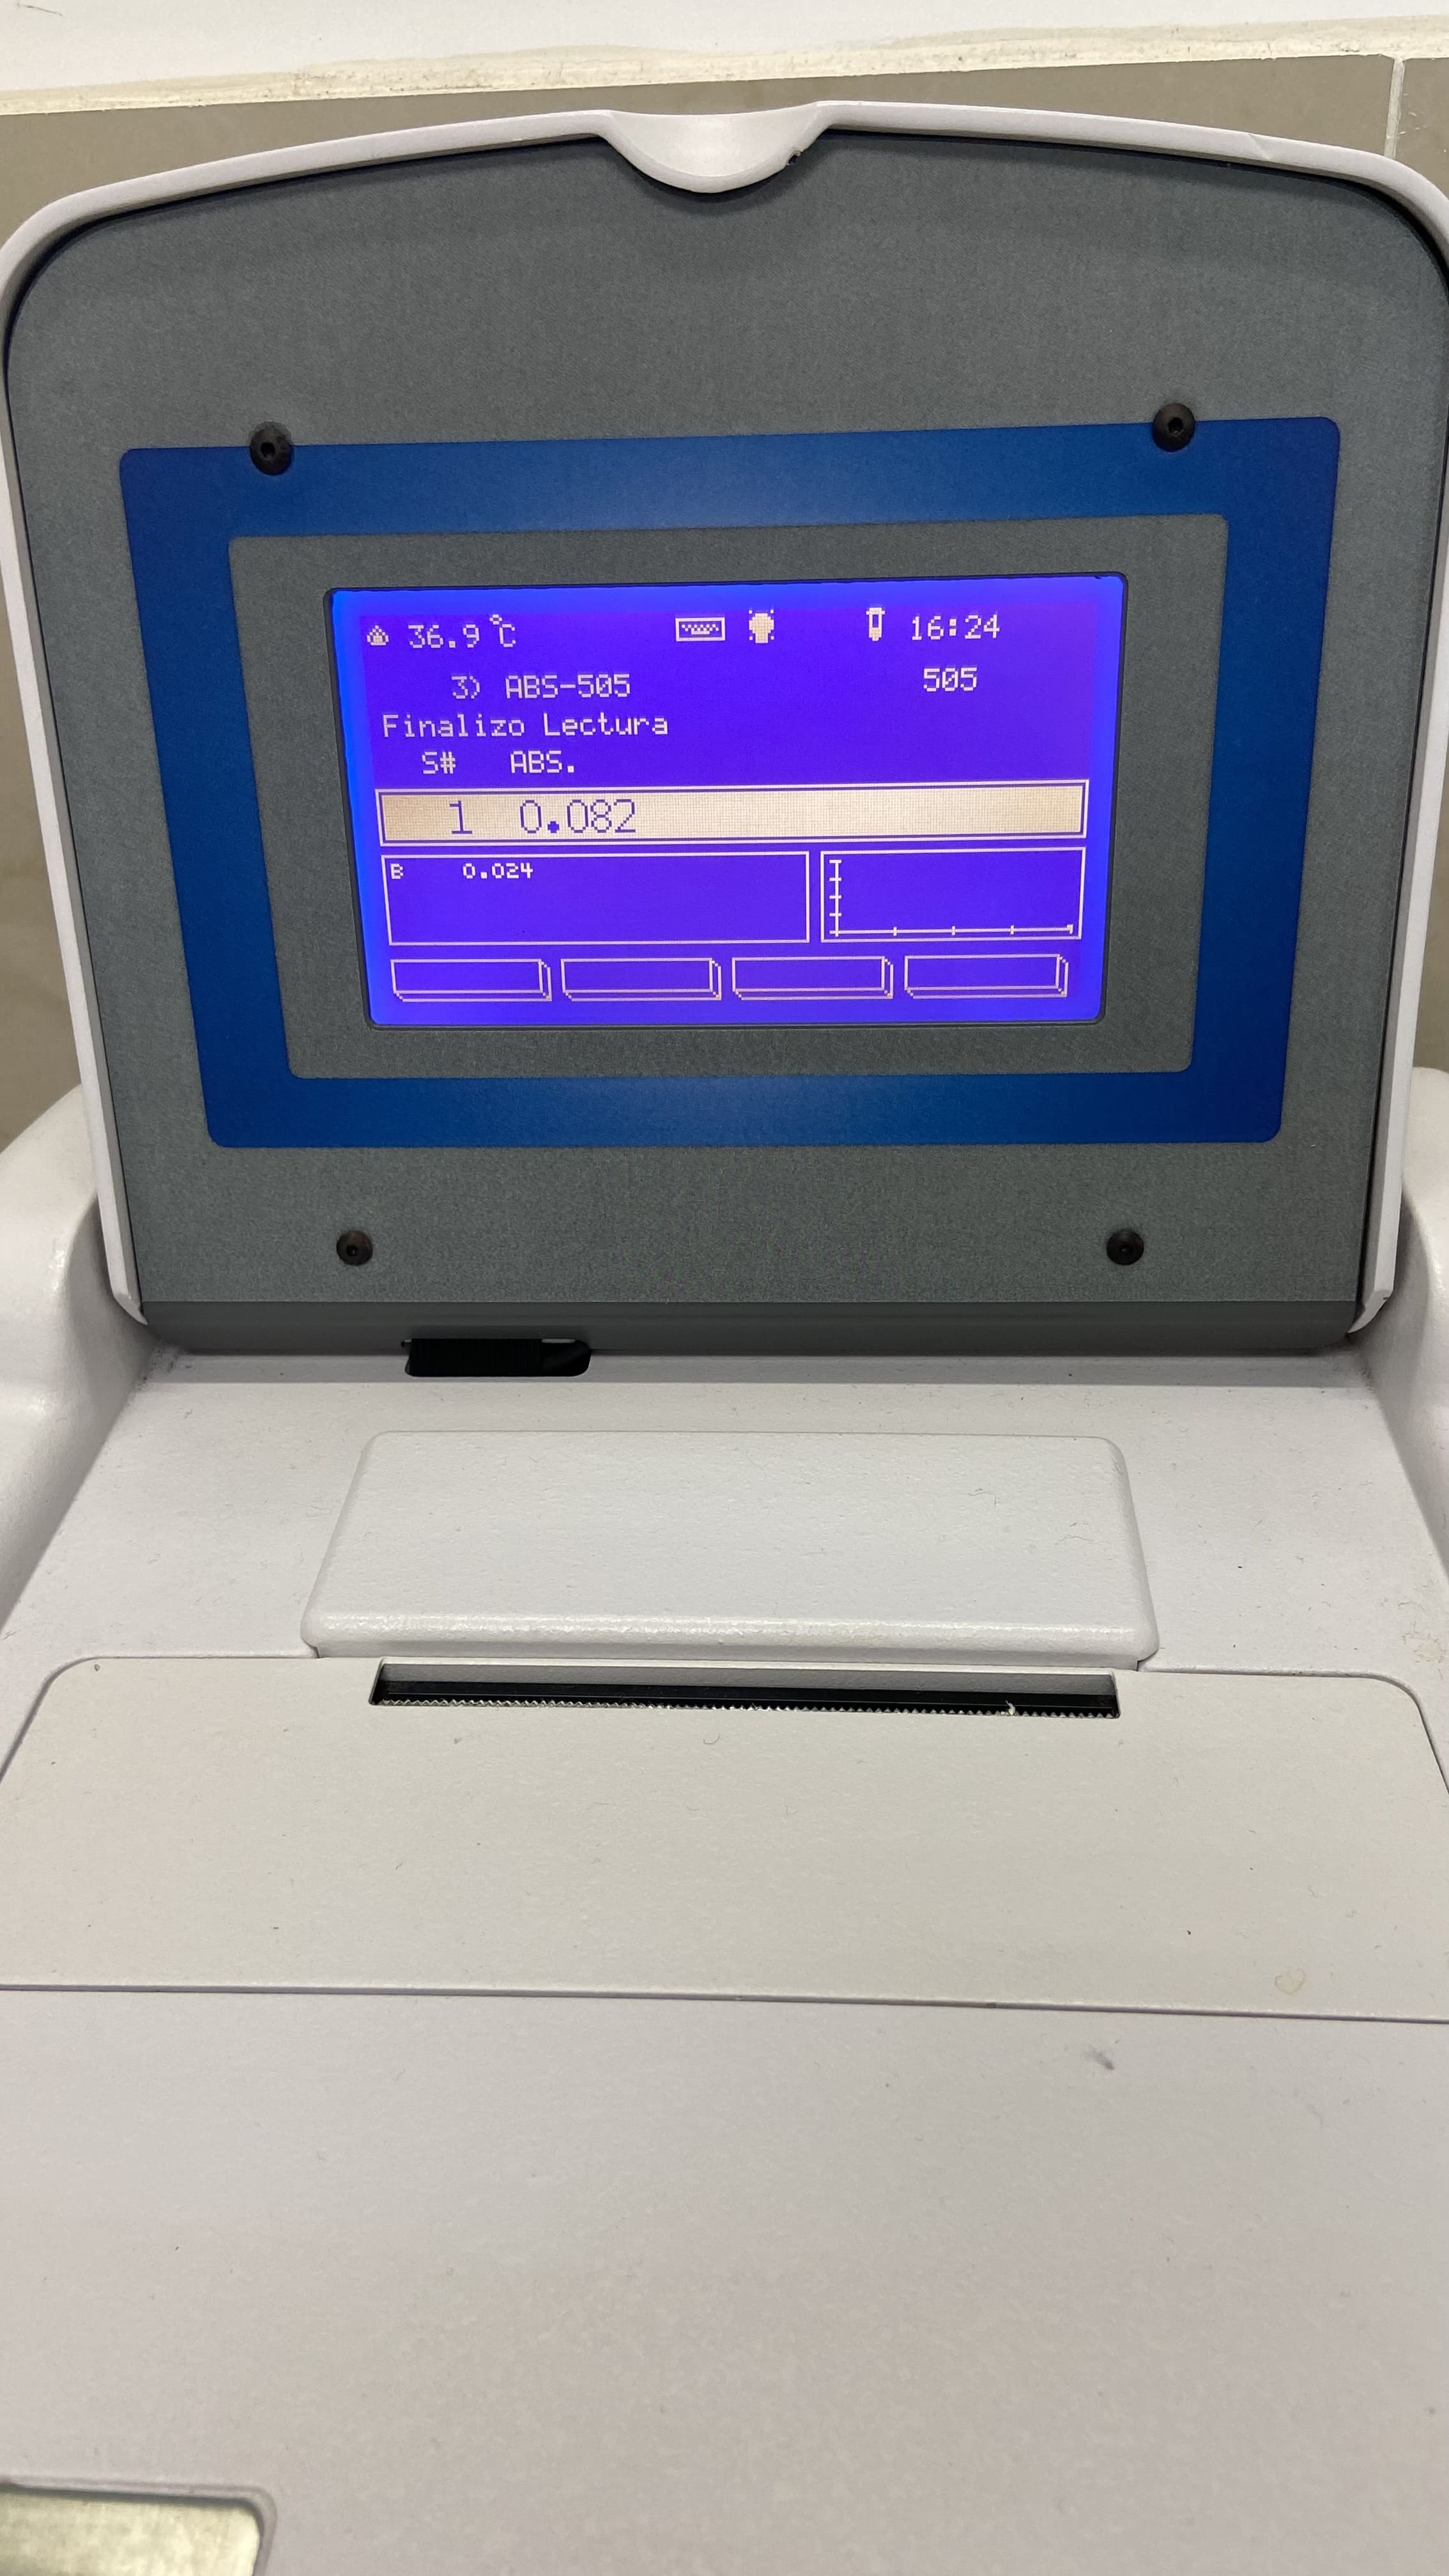 36.9°C 16:24
3) ABS-505 505
Finalizo Lectura
S# ABS.
1 0.082
B 0.024